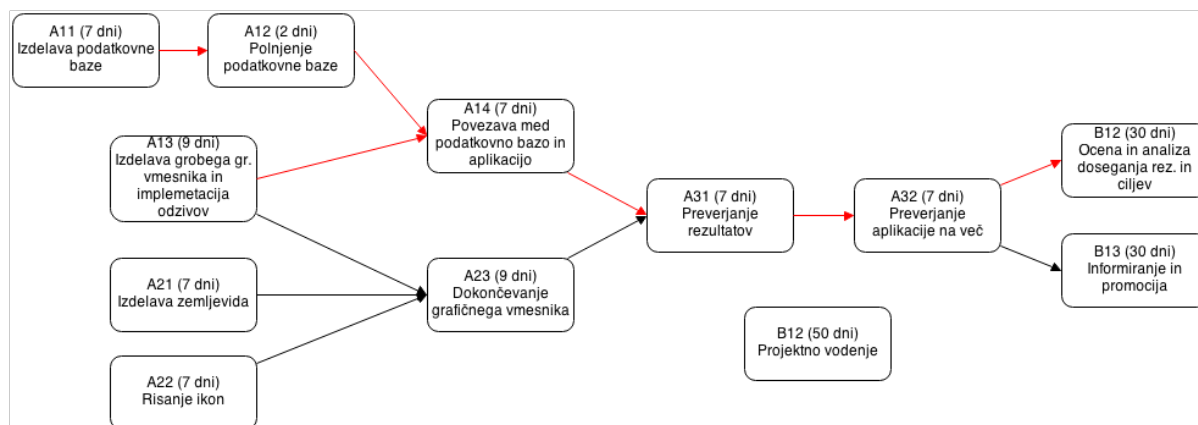 A11 (7 dni)
Izdelava podatkovne
baze
A12 (2 dni)
Polnjenje
podatkovne baze
A13 (9 dni)
Izdelava grobega gr.
vmesnika in
implemetacija
odzivov
A14 (7 dni)
Povezava med
podatkovno bazo in
aplikacijo
A21 (7 dni)
Izdelava zemljevida
A22 (7 dni)
Risanje ikon
A23 (9 dni)
Dokončevanje
grafičnega vmesnika
A31 (7 dni)
Preverjanje
rezultatov
A32 (7 dni)
Preverjanje
aplikacije na več
B12 (30 dni)
Ocena in analiza
doseganja rez. in
ciljev
B13 (30 dni)
Informiranje in
promocija
B12 (50 dni)
Projektno vodenje